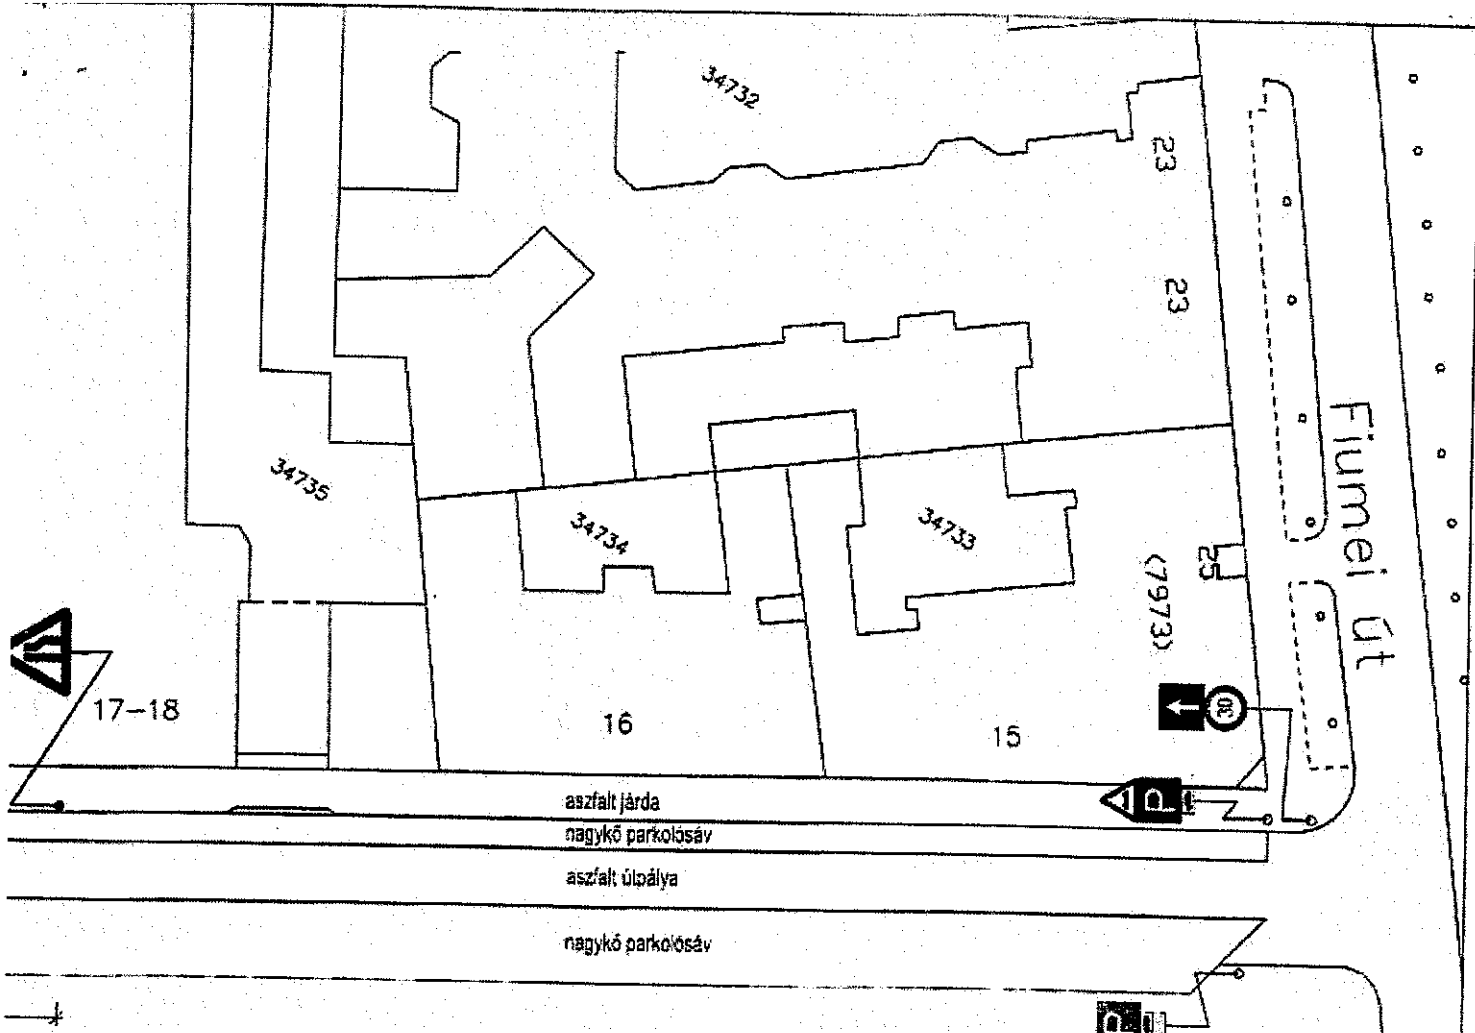 34732
23
23
Fiumei út
34735
34734
34733
25
(7973)
30
17-18
16
15
P
aszfalt járda
nagykő parkolósáv
aszfalt útpálya
nagykő parkolósáv
P